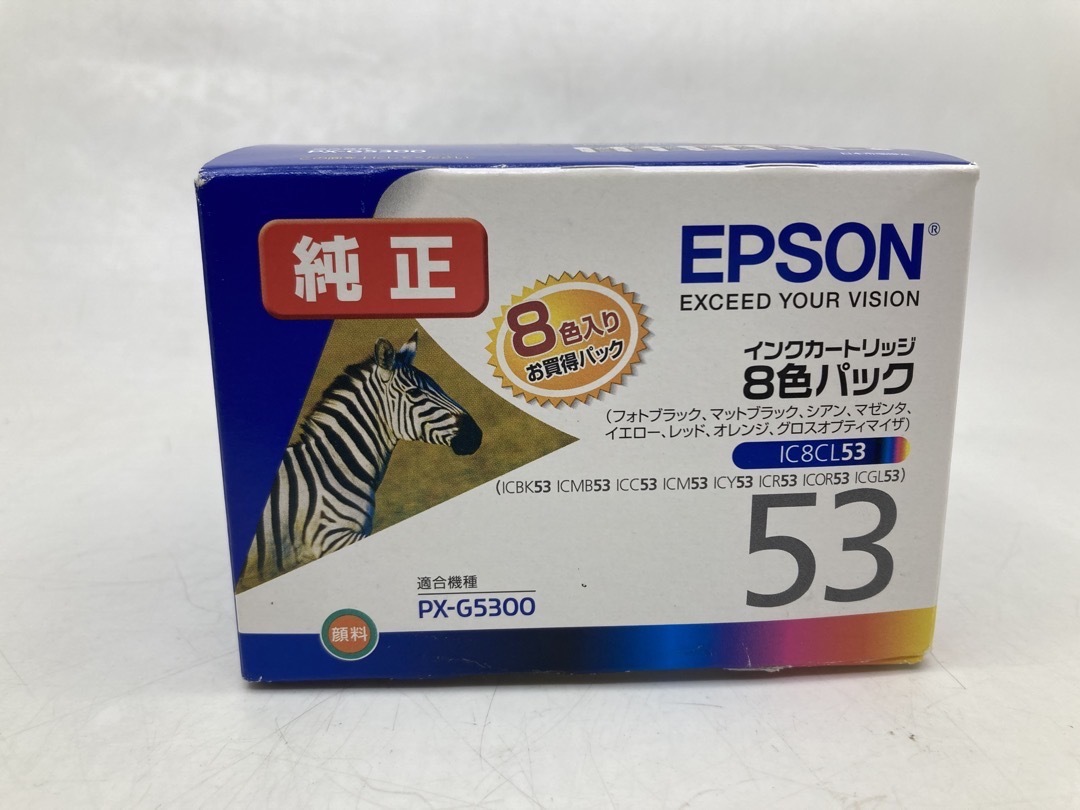 PX-G5300
純正
8色入り
お買得パック
EPSON®
EXCEED YOUR VISION
インクカートリッジ
8色パック
(フォトブラック、マットブラック、シアン、マゼンタ、
イエロー、レッド、オレンジ、グロスオプティマイザ)
IC8CL53
(ICBK53 ICMB53 ICC53 ICM53 ICY53 ICR53 ICOR53 ICGL53)
53
適合機種
PX-G5300
顔料